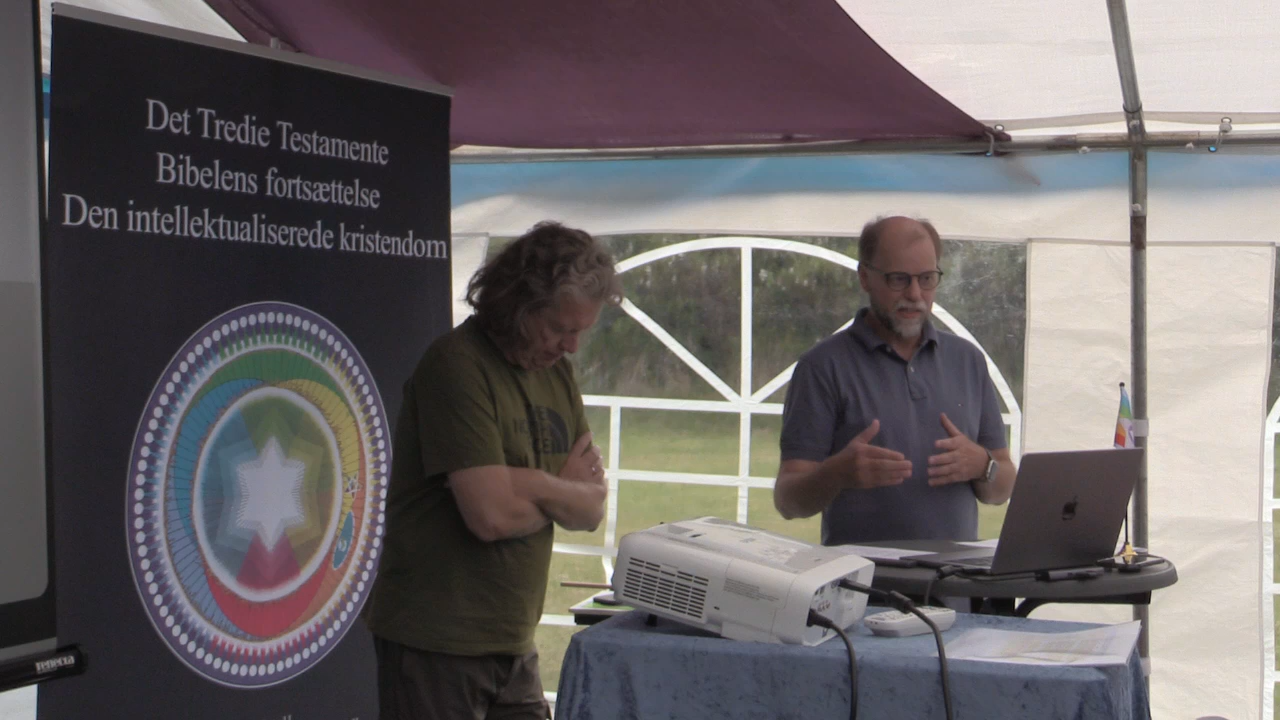 Det Tredie Testamente
Bibelens fortsættelse
Den intellektualiserede kristendom